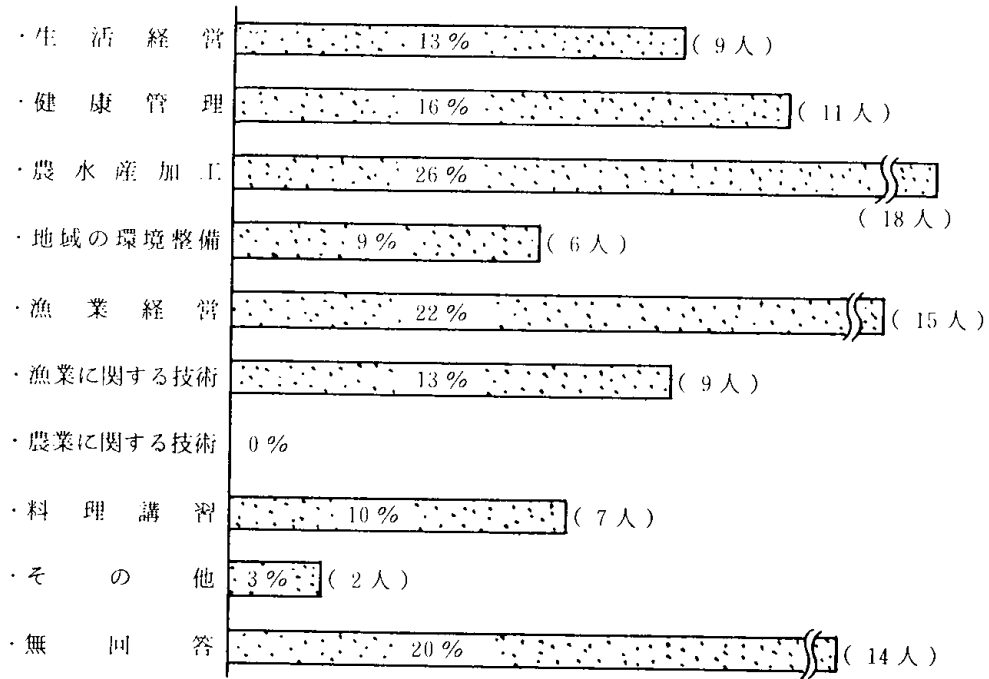 ・生活経営 13% (9人)
・健康管理 16% (11人)
・農水産加工 26%
(18人)
・地域の環境整備 9% (6人)
・漁業経営 22% (15人)
・漁業に関する技術 13% (9人)
・農業に関する技術 0%
・料理講習 10% (7人)
・その他 3% (2人)
・無回答 20% (14人)